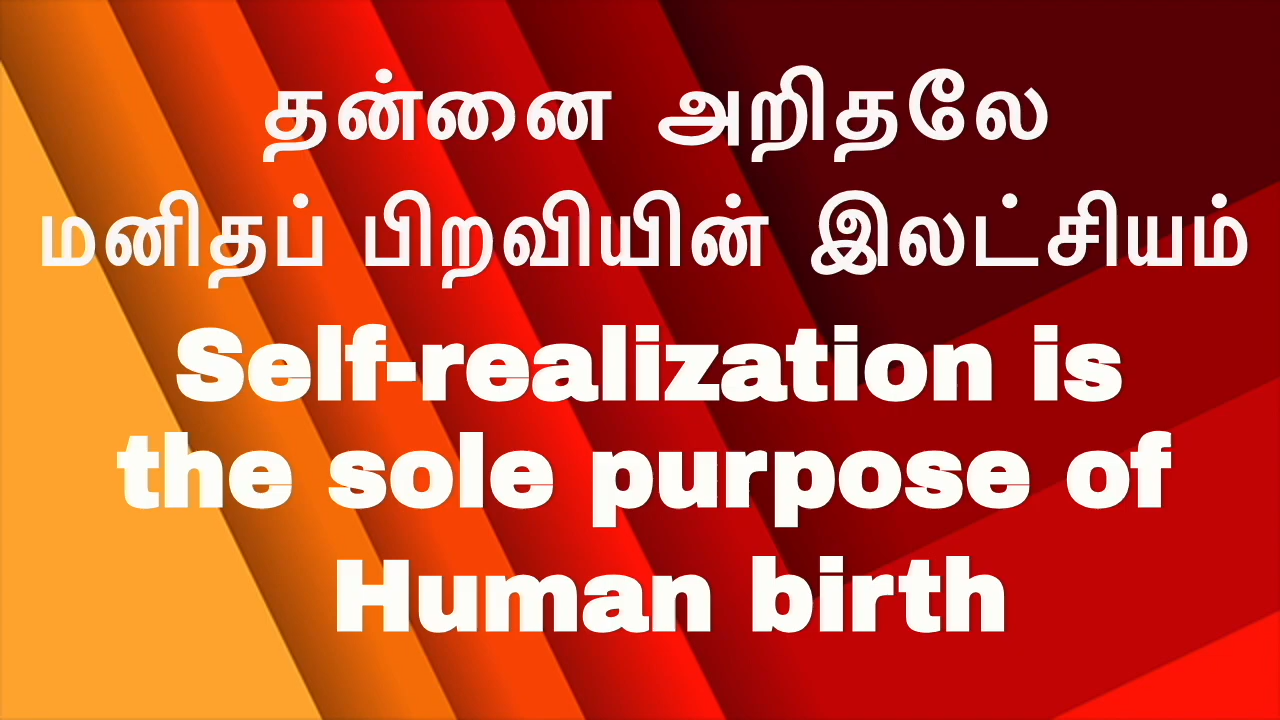 தன்னை அறிதலே
மனிதப் பிறவியின் இலட்சியம்
Self-realization is
the sole purpose of
Human birth